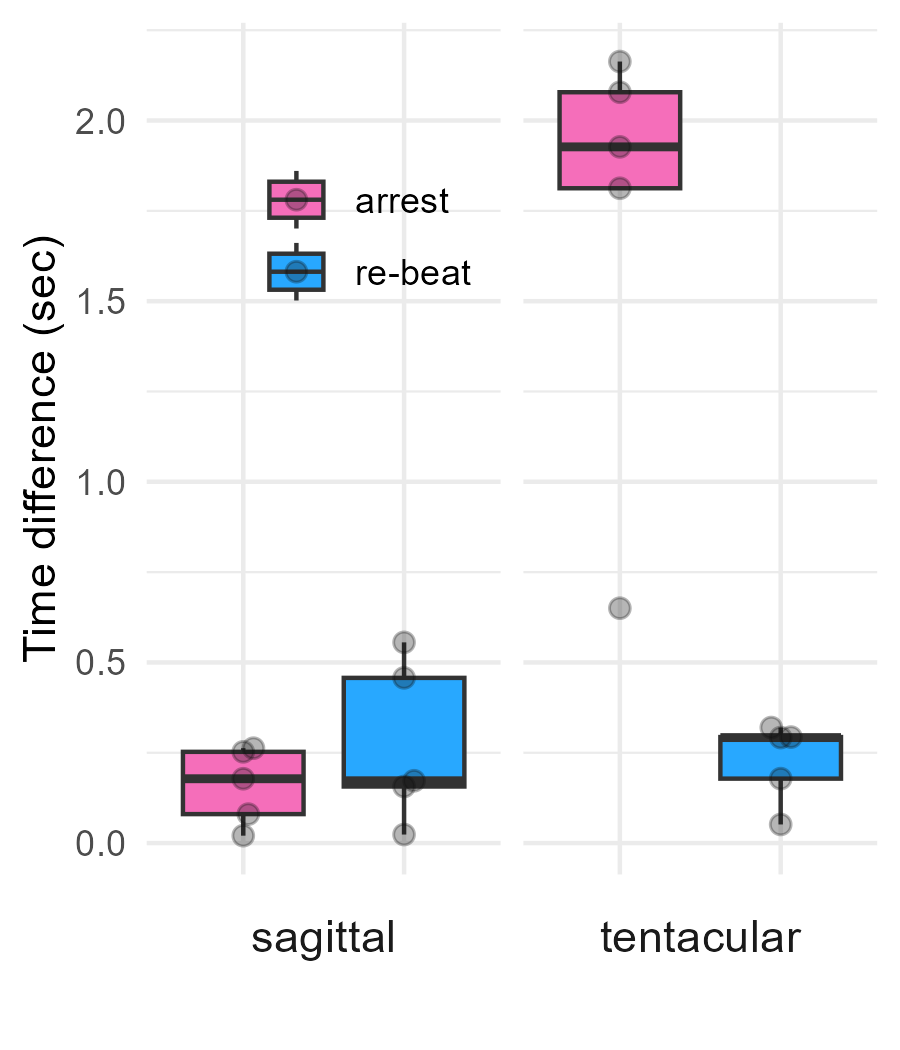 Time difference (sec)
2.0
1.5
1.0
0.5
0.0
arrest
re-beat
sagittal
tentacular